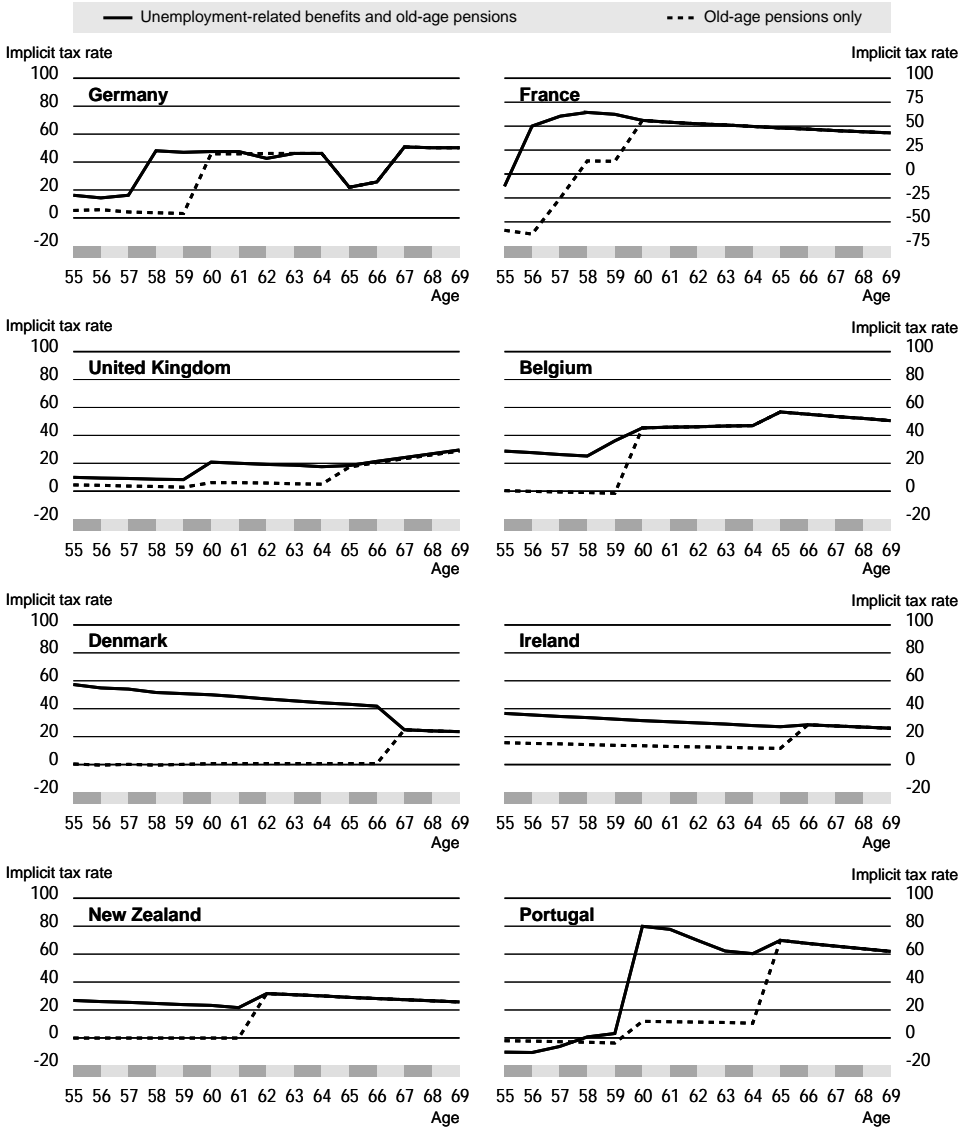 Unemployment-related benefits and old-age pensions Old-age pensions only
Implicit tax rate Implicit tax rate
Germany
100
80
60
40
20
0
-20
55 56 57 58 59 60 61 62 63 64 65 66 67 68 69
Age
France
100
75
50
25
0
-25
-50
-75
55 56 57 58 59 60 61 62 63 64 65 66 67 68 69
Age
Implicit tax rate Implicit tax rate
United Kingdom
100
80
60
40
20
0
-20
55 56 57 58 59 60 61 62 63 64 65 66 67 68 69
Age
Belgium
100
80
60
40
20
0
-20
55 56 57 58 59 60 61 62 63 64 65 66 67 68 69
Age
Implicit tax rate Implicit tax rate
Denmark
100
80
60
40
20
0
-20
55 56 57 58 59 60 61 62 63 64 65 66 67 68 69
Age
Ireland
100
80
60
40
20
0
-20
55 56 57 58 59 60 61 62 63 64 65 66 67 68 69
Age
Implicit tax rate Implicit tax rate
New Zealand
100
80
60
40
20
0
-20
55 56 57 58 59 60 61 62 63 64 65 66 67 68 69
Age
Portugal
100
80
60
40
20
0
-20
55 56 57 58 59 60 61 62 63 64 65 66 67 68 69
Age